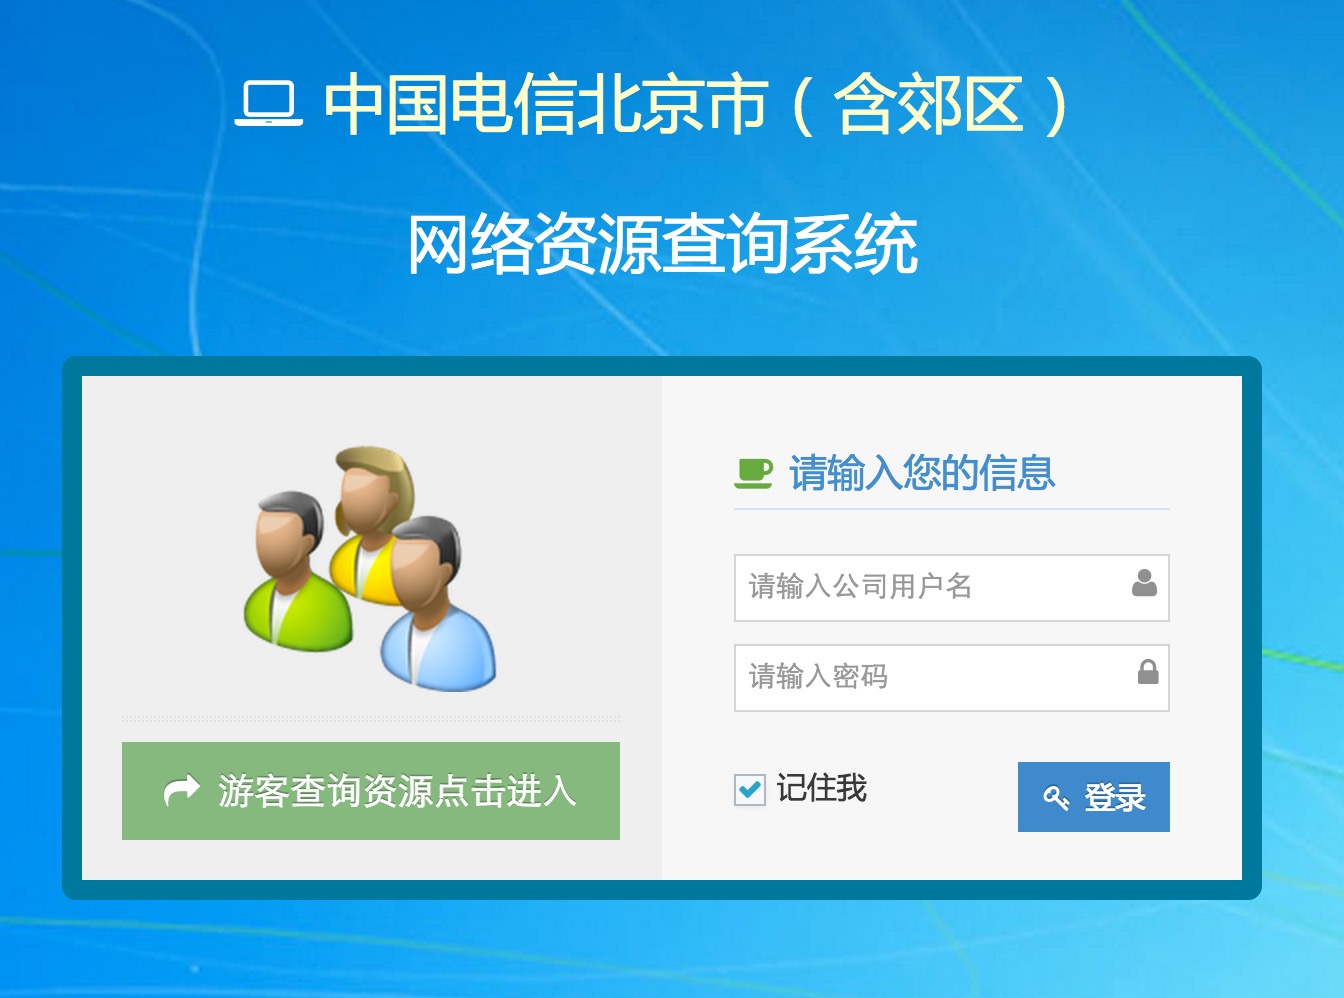 中国电信北京市（含郊区）
网络资源查询系统
游客查询资源点击进入
请输入您的信息
请输入公司用户名
请输入密码
记住我
登录